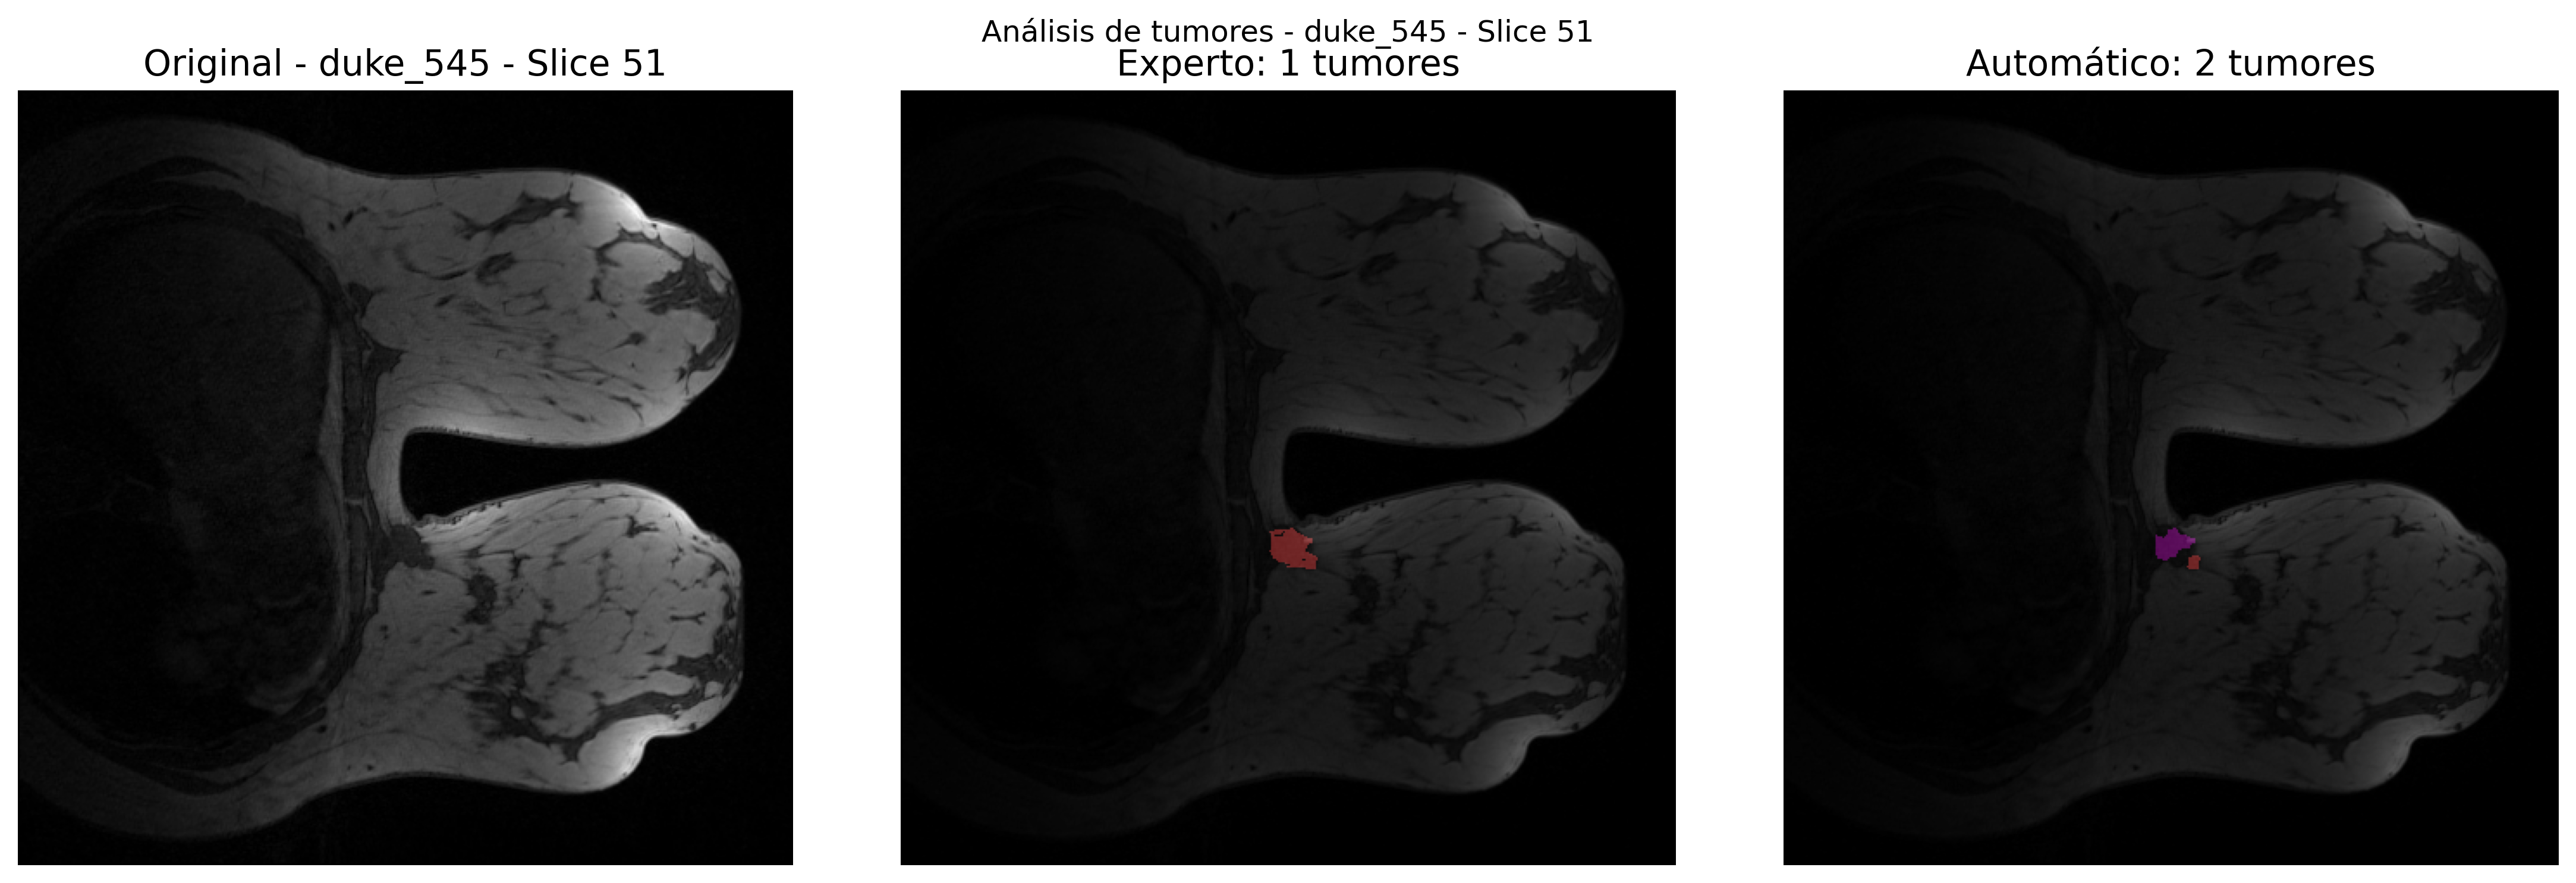 Análisis de tumores - duke_545 - Slice 51
Original - duke_545 - Slice 51
Experto: 1 tumores
Automático: 2 tumores